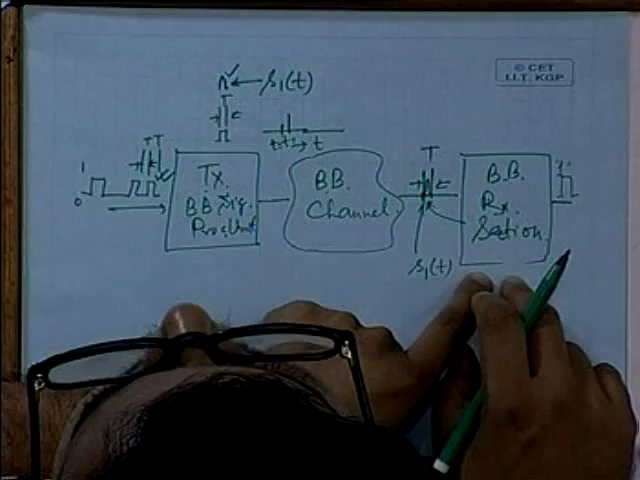 © CET
I.I.T. KGP
S₁(t)
T
t
T T
1
0
Tx.
B.B. Sig.
B.B.
Channel
T
B.B.
Rx.
Section
S₁(t)